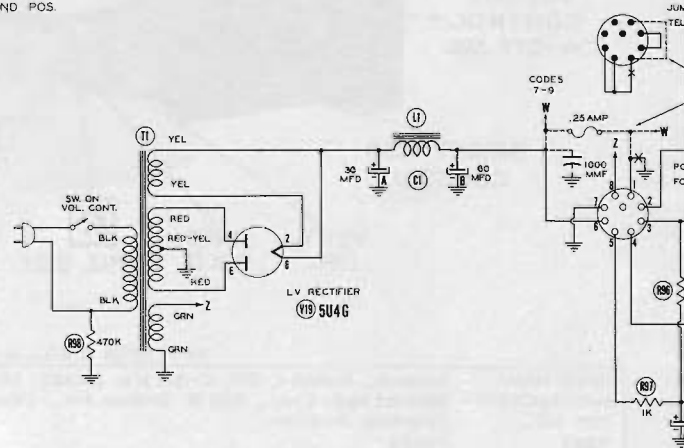 ND POS.
JUM
TEL
CODES
7-9
W
.25 AMP
W
L1
T1
YEL
30
MFD
A
C1
B
60
MFD
1000
MMF
Z
PO
FO
YEL
SW. ON
VOL. CONT.
RED
RED-YEL
BLK
RED
BLK
4
2
6
6
8
1
7
2
6
3
5
4
L V RECTIFIER
V19 5U4G
GRN
Z
GRN
R98
470K
R96
R97
1K